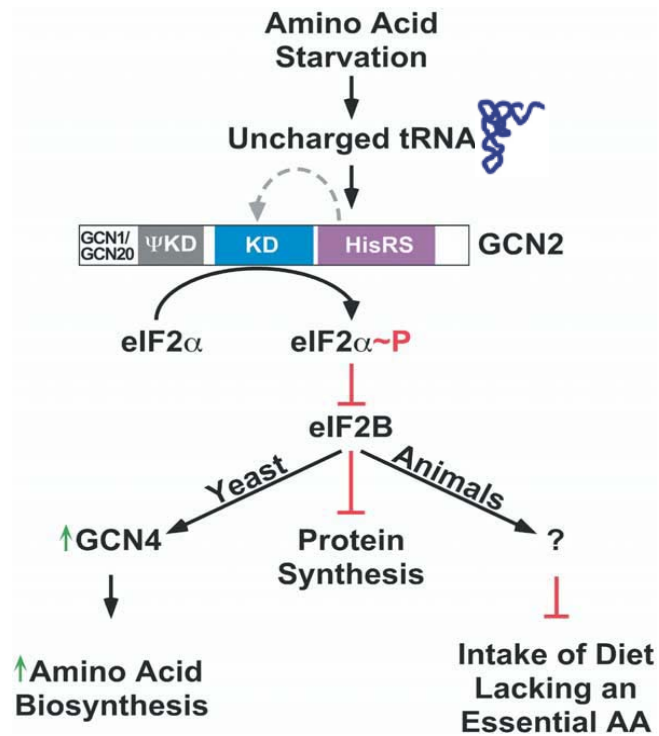 Amino Acid
Starvation
Uncharged tRNA
GCN1/
GCN20
ΨKD
KD
HisRS
GCN2
eIF2α
eIF2α~P
eIF2B
Yeast
Animals
↑GCN4
Protein
Synthesis
?
↑Amino Acid
Biosynthesis
Intake of Diet
Lacking an
Essential AA